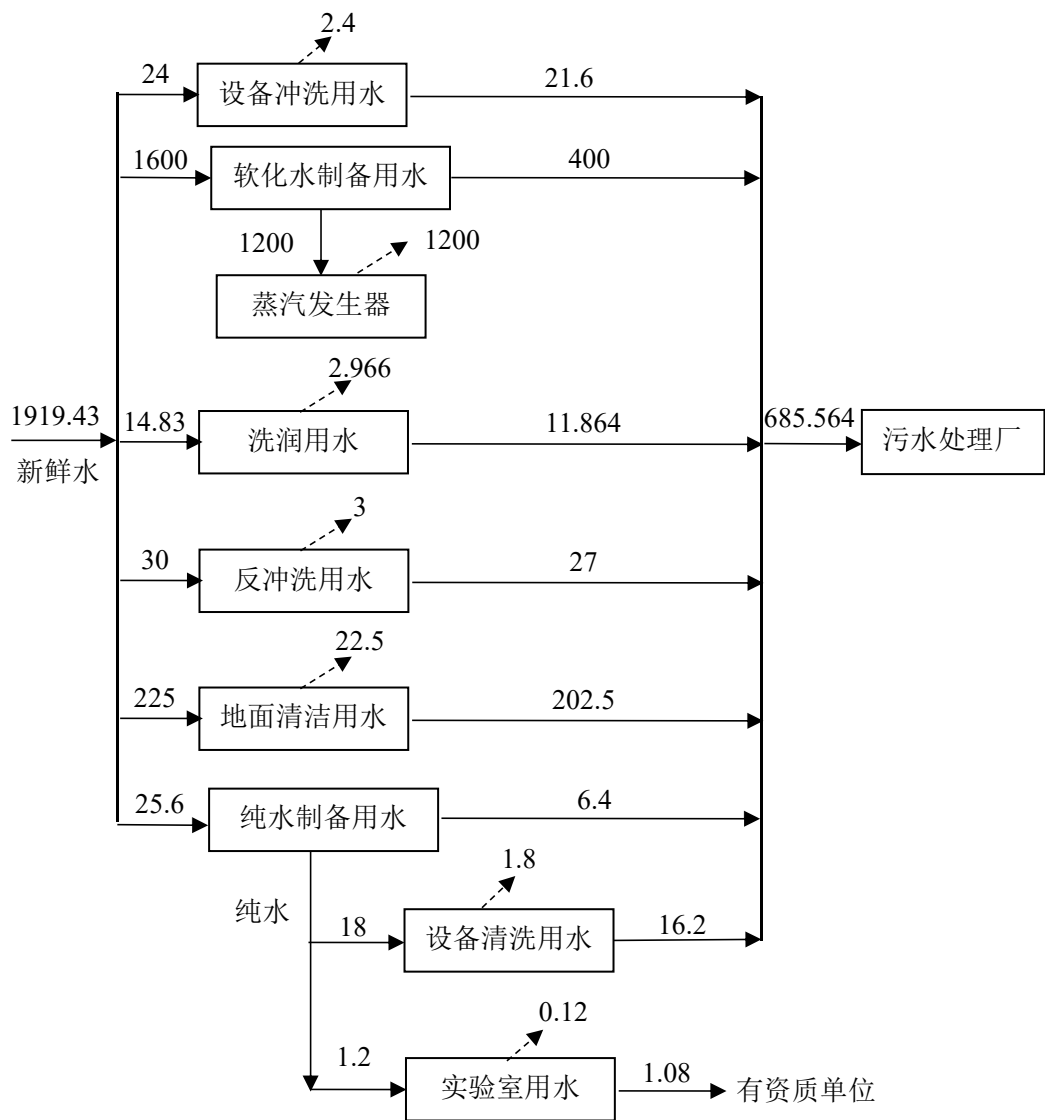 2.4
24
设备冲洗用水
21.6
1600
软化水制备用水
400
1200
1200
蒸汽发生器
2.966
1919.43
14.83
洗润用水
11.864
685.564
污水处理厂
新鲜水
3
30
反冲洗用水
27
22.5
225
地面清洁用水
202.5
25.6
纯水制备用水
6.4
1.8
纯水
18
设备清洗用水
16.2
0.12
1.2
实验室用水
1.08
有资质单位